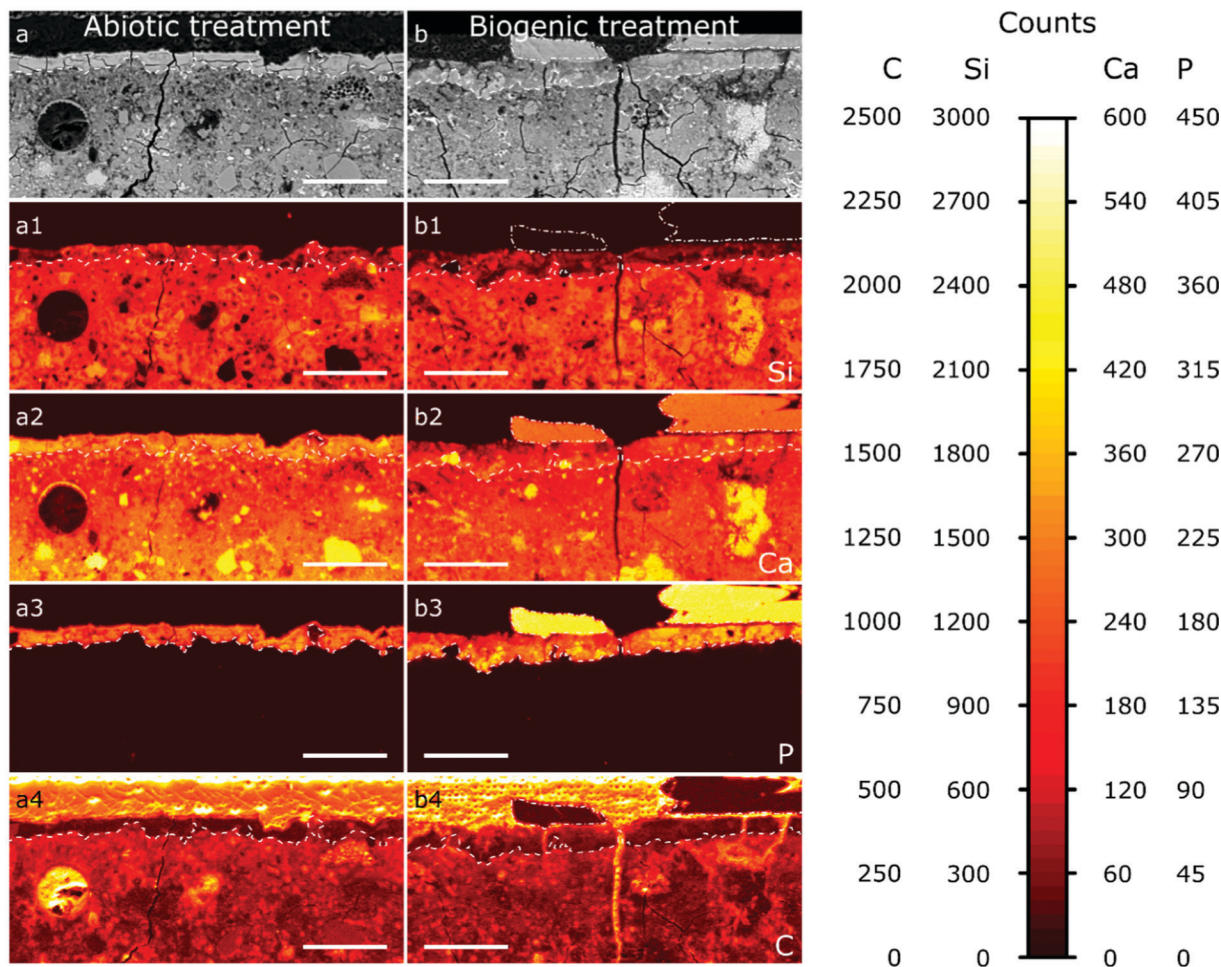 a Abiotic treatment
b Biogenic treatment
a1
b1
Si
a2
b2
Ca
a3
b3
P
a4
b4
C
Counts
C Si Ca P
2500 3000 600 450
2250 2700 540 405
2000 2400 480 360
1750 2100 420 315
1500 1800 360 270
1250 1500 300 225
1000 1200 240 180
750 900 180 135
500 600 120 90
250 300 60 45
0 0 0 0